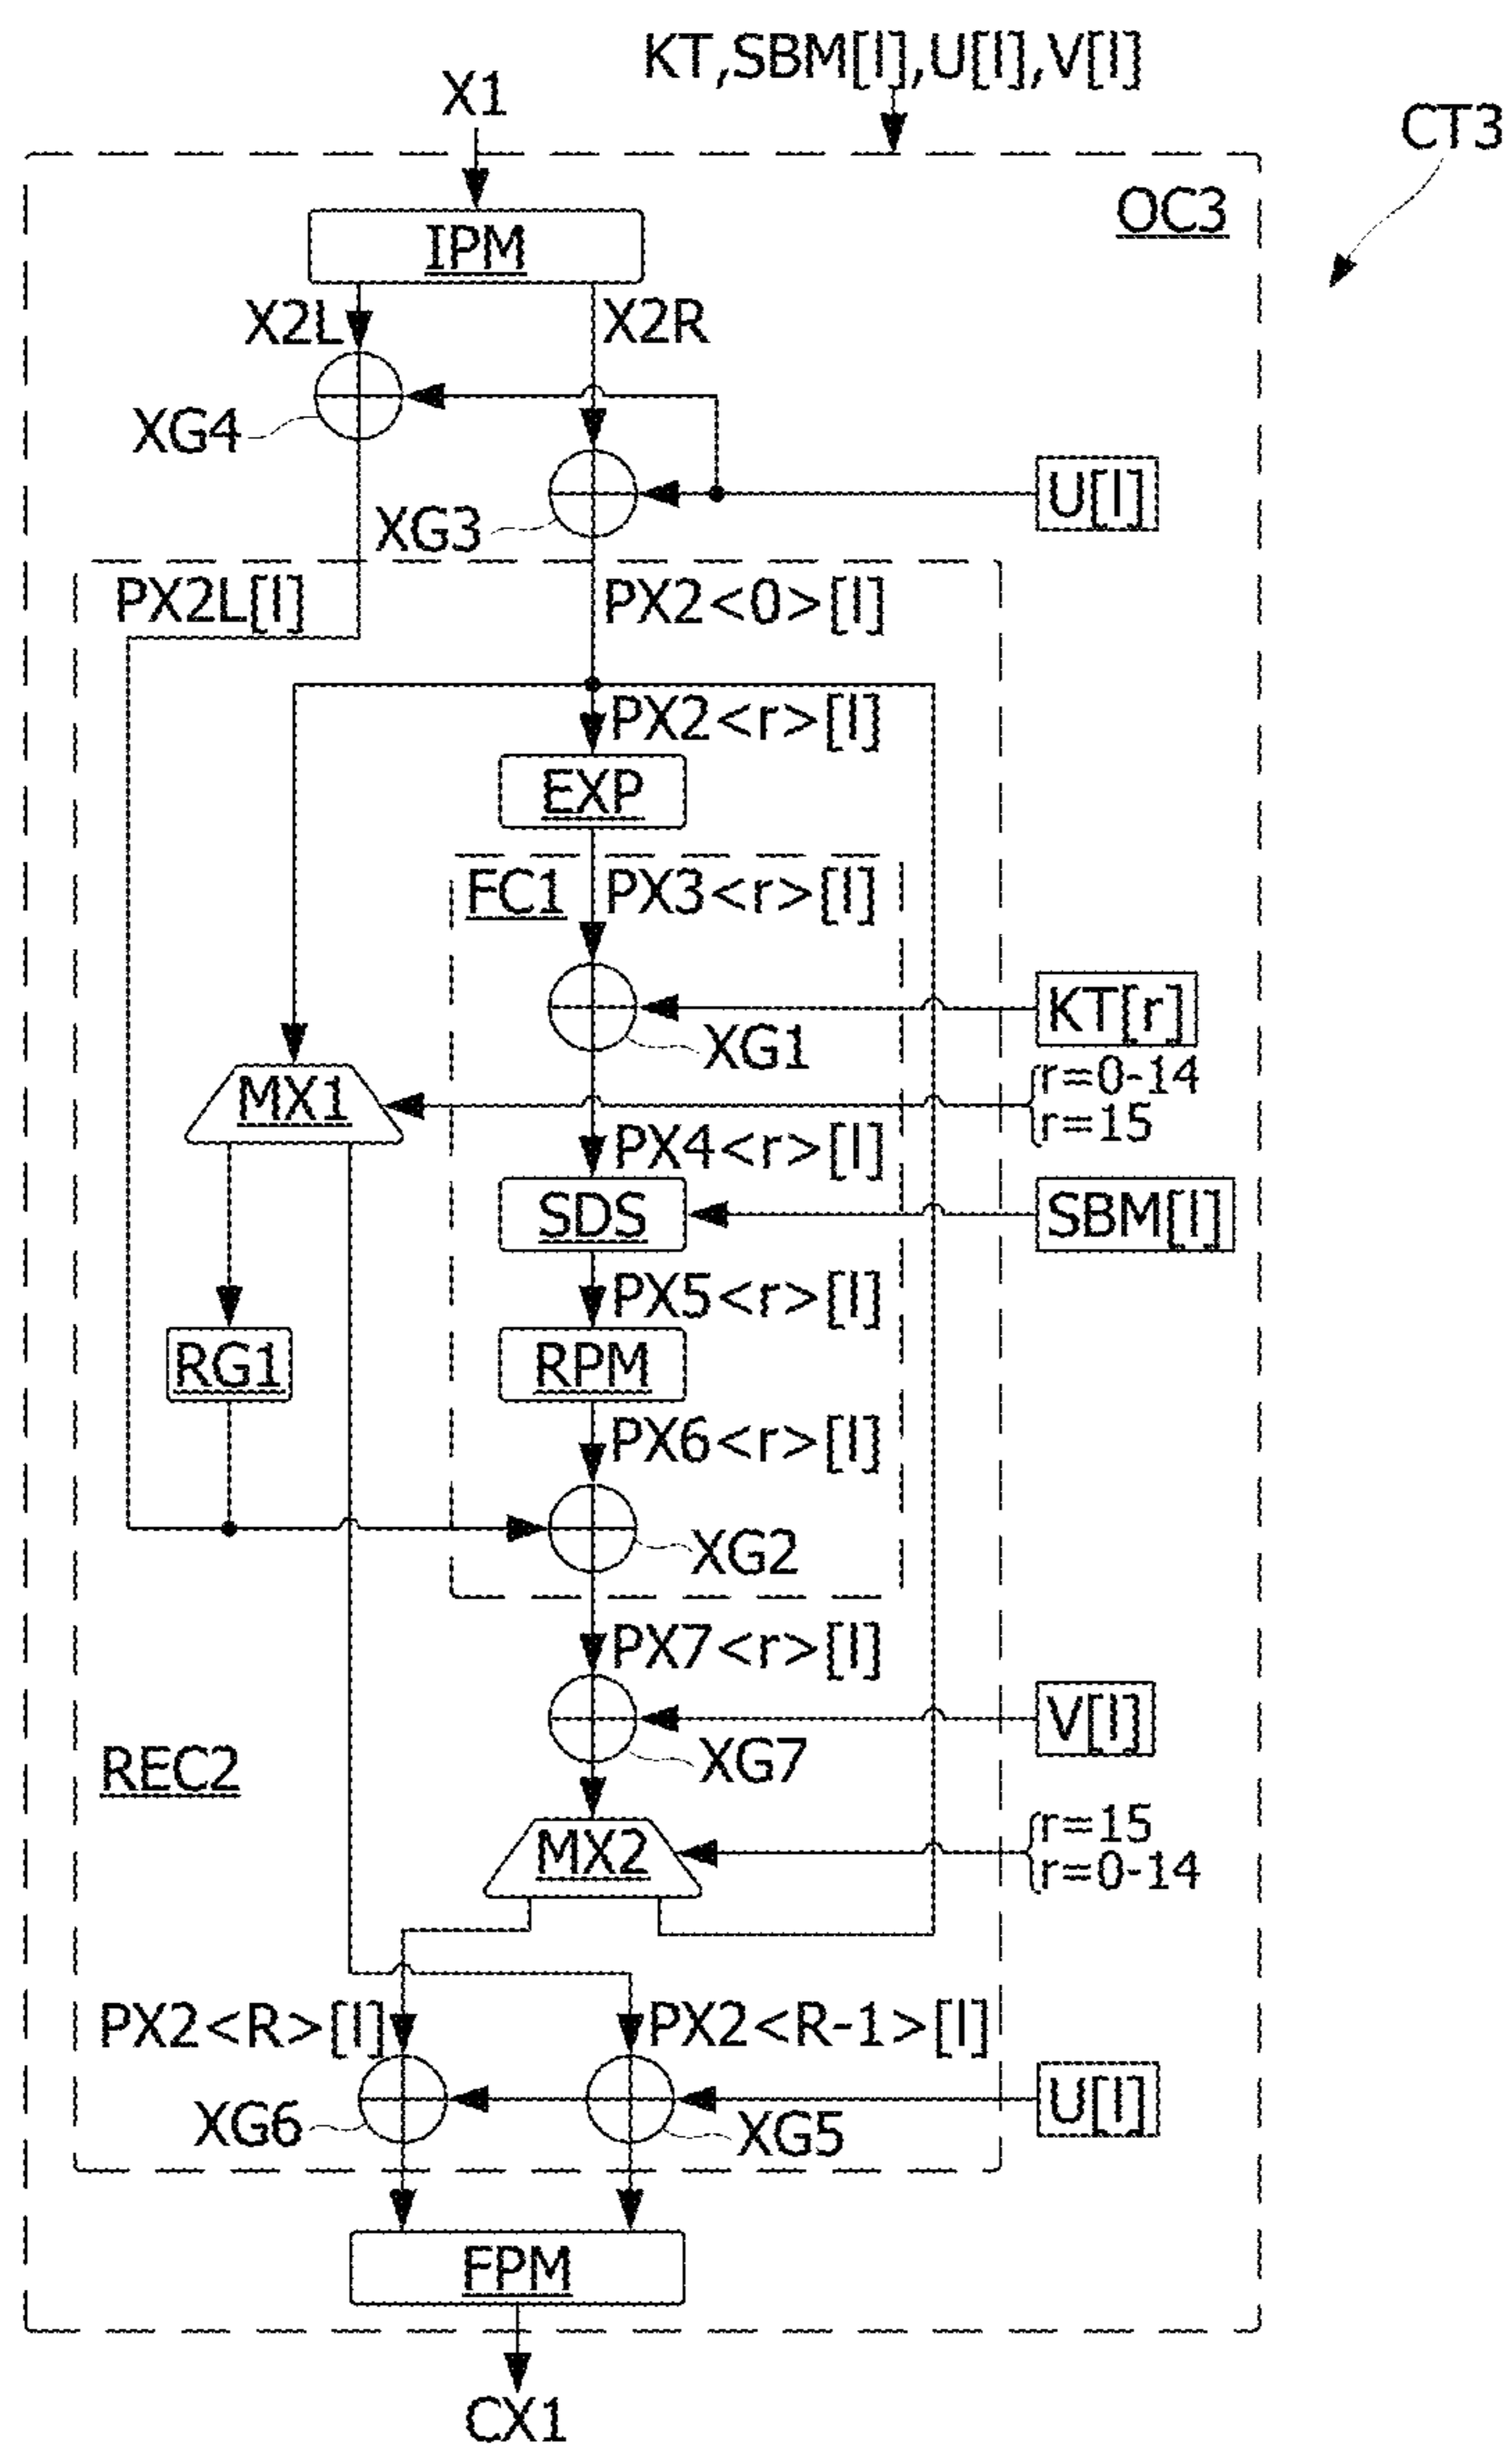 KT,SBM[l],U[l],V[l]
X1
CT3
OC3
IPM
X2L
X2R
XG4
XG3
U[l]
PX2L[l]
PX2<0>[l]
PX2<r>[l]
EXP
FC1
PX3<r>[l]
KT[r]
XG1
r=0-14
MX1
r=15
PX4<r>[l]
SDS
SBM[l]
PX5<r>[l]
RG1
RPM
PX6<r>[l]
XG2
PX7<r>[l]
V[l]
XG7
REC2
r=15
MX2
r=0-14
PX2<R>[l]
PX2<R-1>[l]
U[l]
XG6
XG5
FPM
CX1